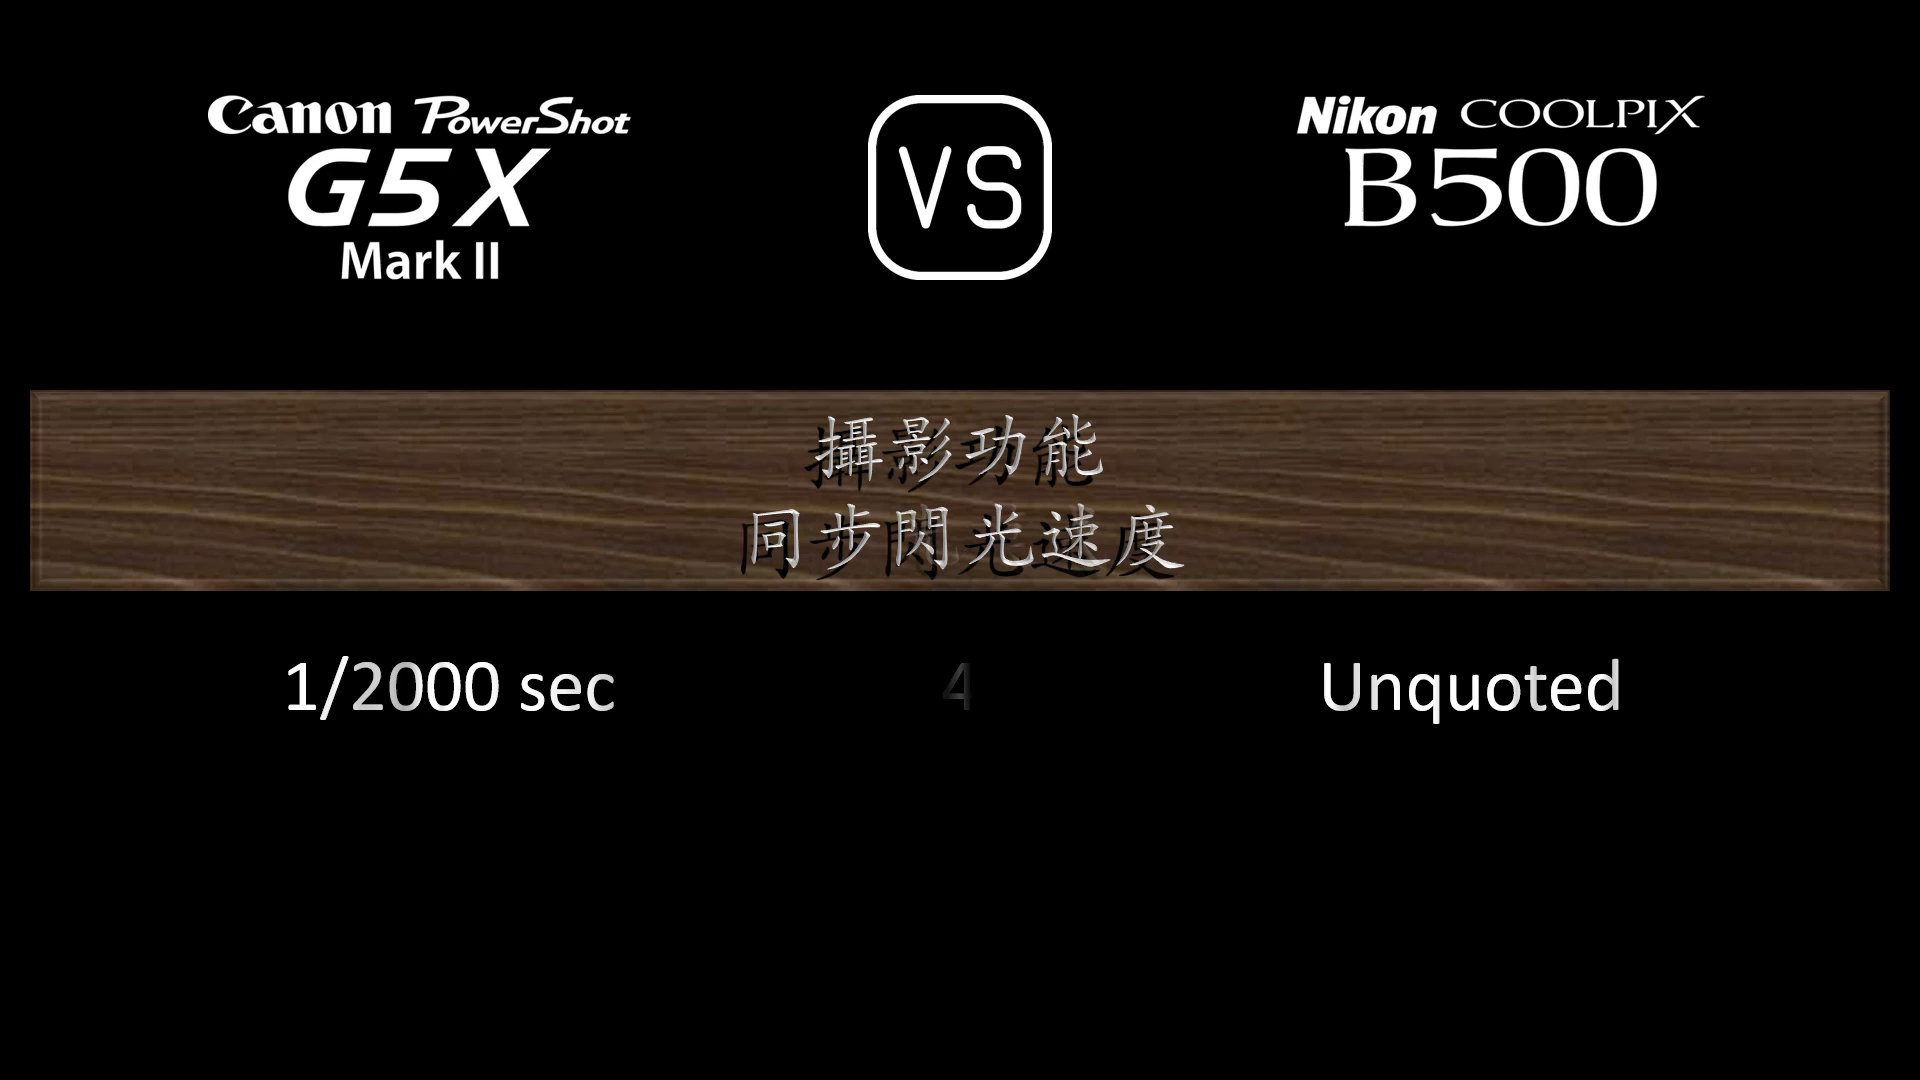 Canon PowerShot
G5X
Mark II
VS
Nikon COOLPIX
B500
攝影功能
同步閃光速度
1/2000 sec
4
Unquoted